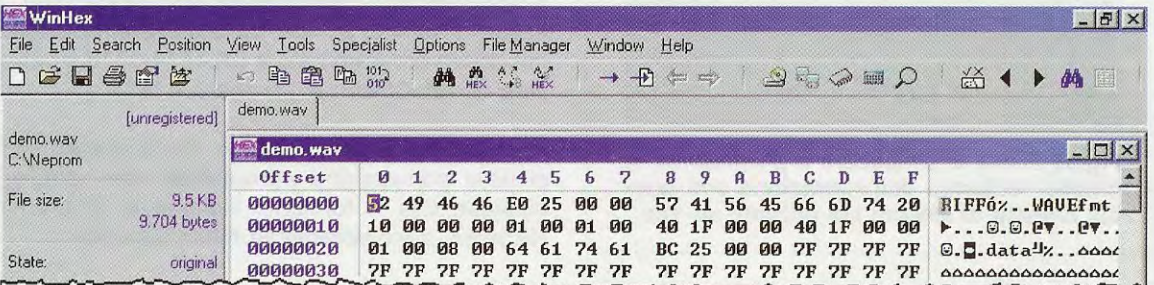 WinHex
File Edit Search Position View Tools Specialist Options File Manager Window Help
[unregistered]
demo.wav
C:\Neprom
File size: 9.5 KB
9.704 bytes
State: original
demo.wav
demo.wav
Offset 0 1 2 3 4 5 6 7 8 9 A B C D E F
00000000 52 49 46 46 E0 25 00 00 57 41 56 45 66 6D 74 20 RIFFó%..WAVEfmt
00000010 10 00 00 00 01 00 01 00 40 1F 00 00 40 1F 00 00 ►...☺.☺.@▼..@▼..
00000020 01 00 08 00 64 61 74 61 BC 25 00 00 7F 7F 7F 7F ☺.◘.data╝%..⌂⌂⌂⌂
00000030 7F 7F 7F 7F 7F 7F 7F 7F 7F 7F 7F 7F 7F 7F 7F 7F ⌂⌂⌂⌂⌂⌂⌂⌂⌂⌂⌂⌂⌂⌂⌂⌂